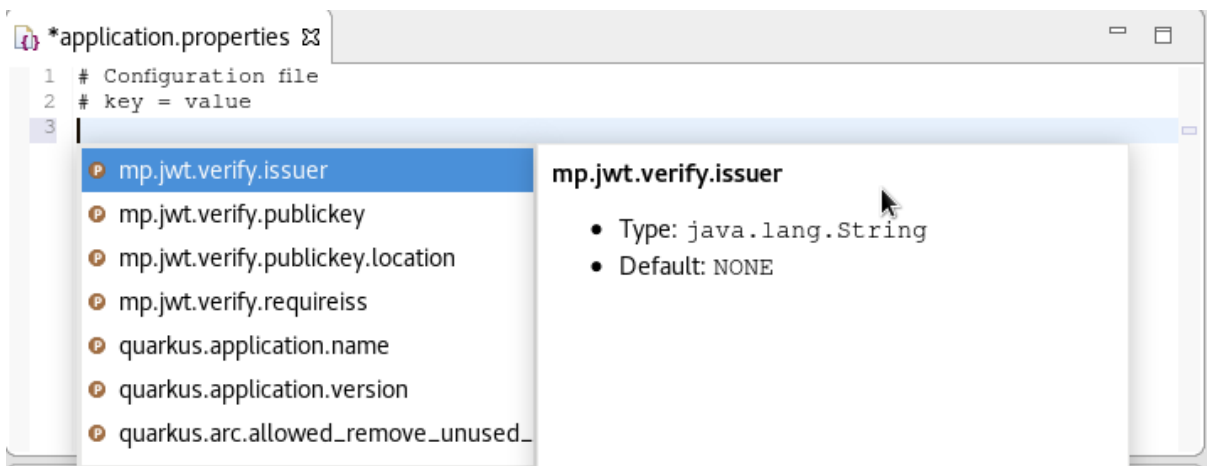 *application.properties
1 # Configuration file
2 # key = value
3
mp.jwt.verify.issuer
mp.jwt.verify.publickey
mp.jwt.verify.publickey.location
mp.jwt.verify.requireiss
quarkus.application.name
quarkus.application.version
quarkus.arc.allowed_remove_unused_
mp.jwt.verify.issuer
• Type: java.lang.String
• Default: NONE